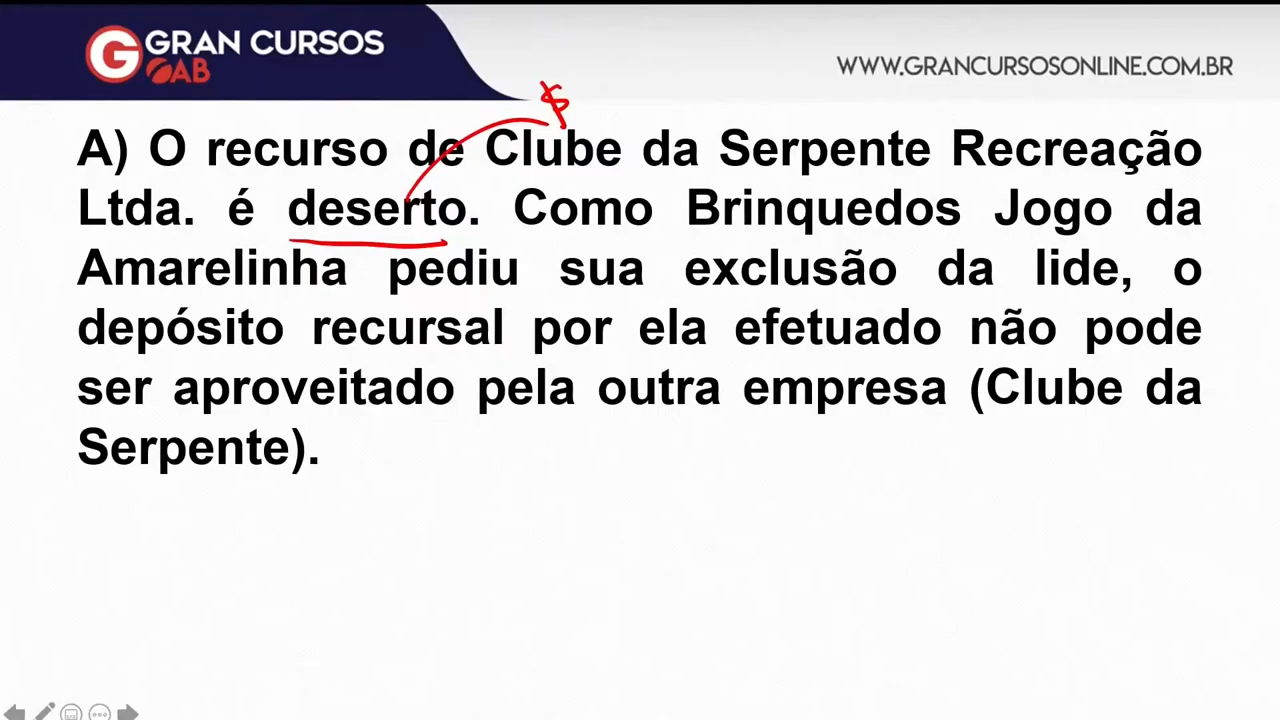 GRAN CURSOS
OAB
WWW.GRANCURSOSONLINE.COM.BR
$
A) O recurso de Clube da Serpente Recreação
Ltda. é deserto. Como Brinquedos Jogo da
Amarelinha pediu sua exclusão da lide, o
depósito recursal por ela efetuado não pode
ser aproveitado pela outra empresa (Clube da
Serpente).